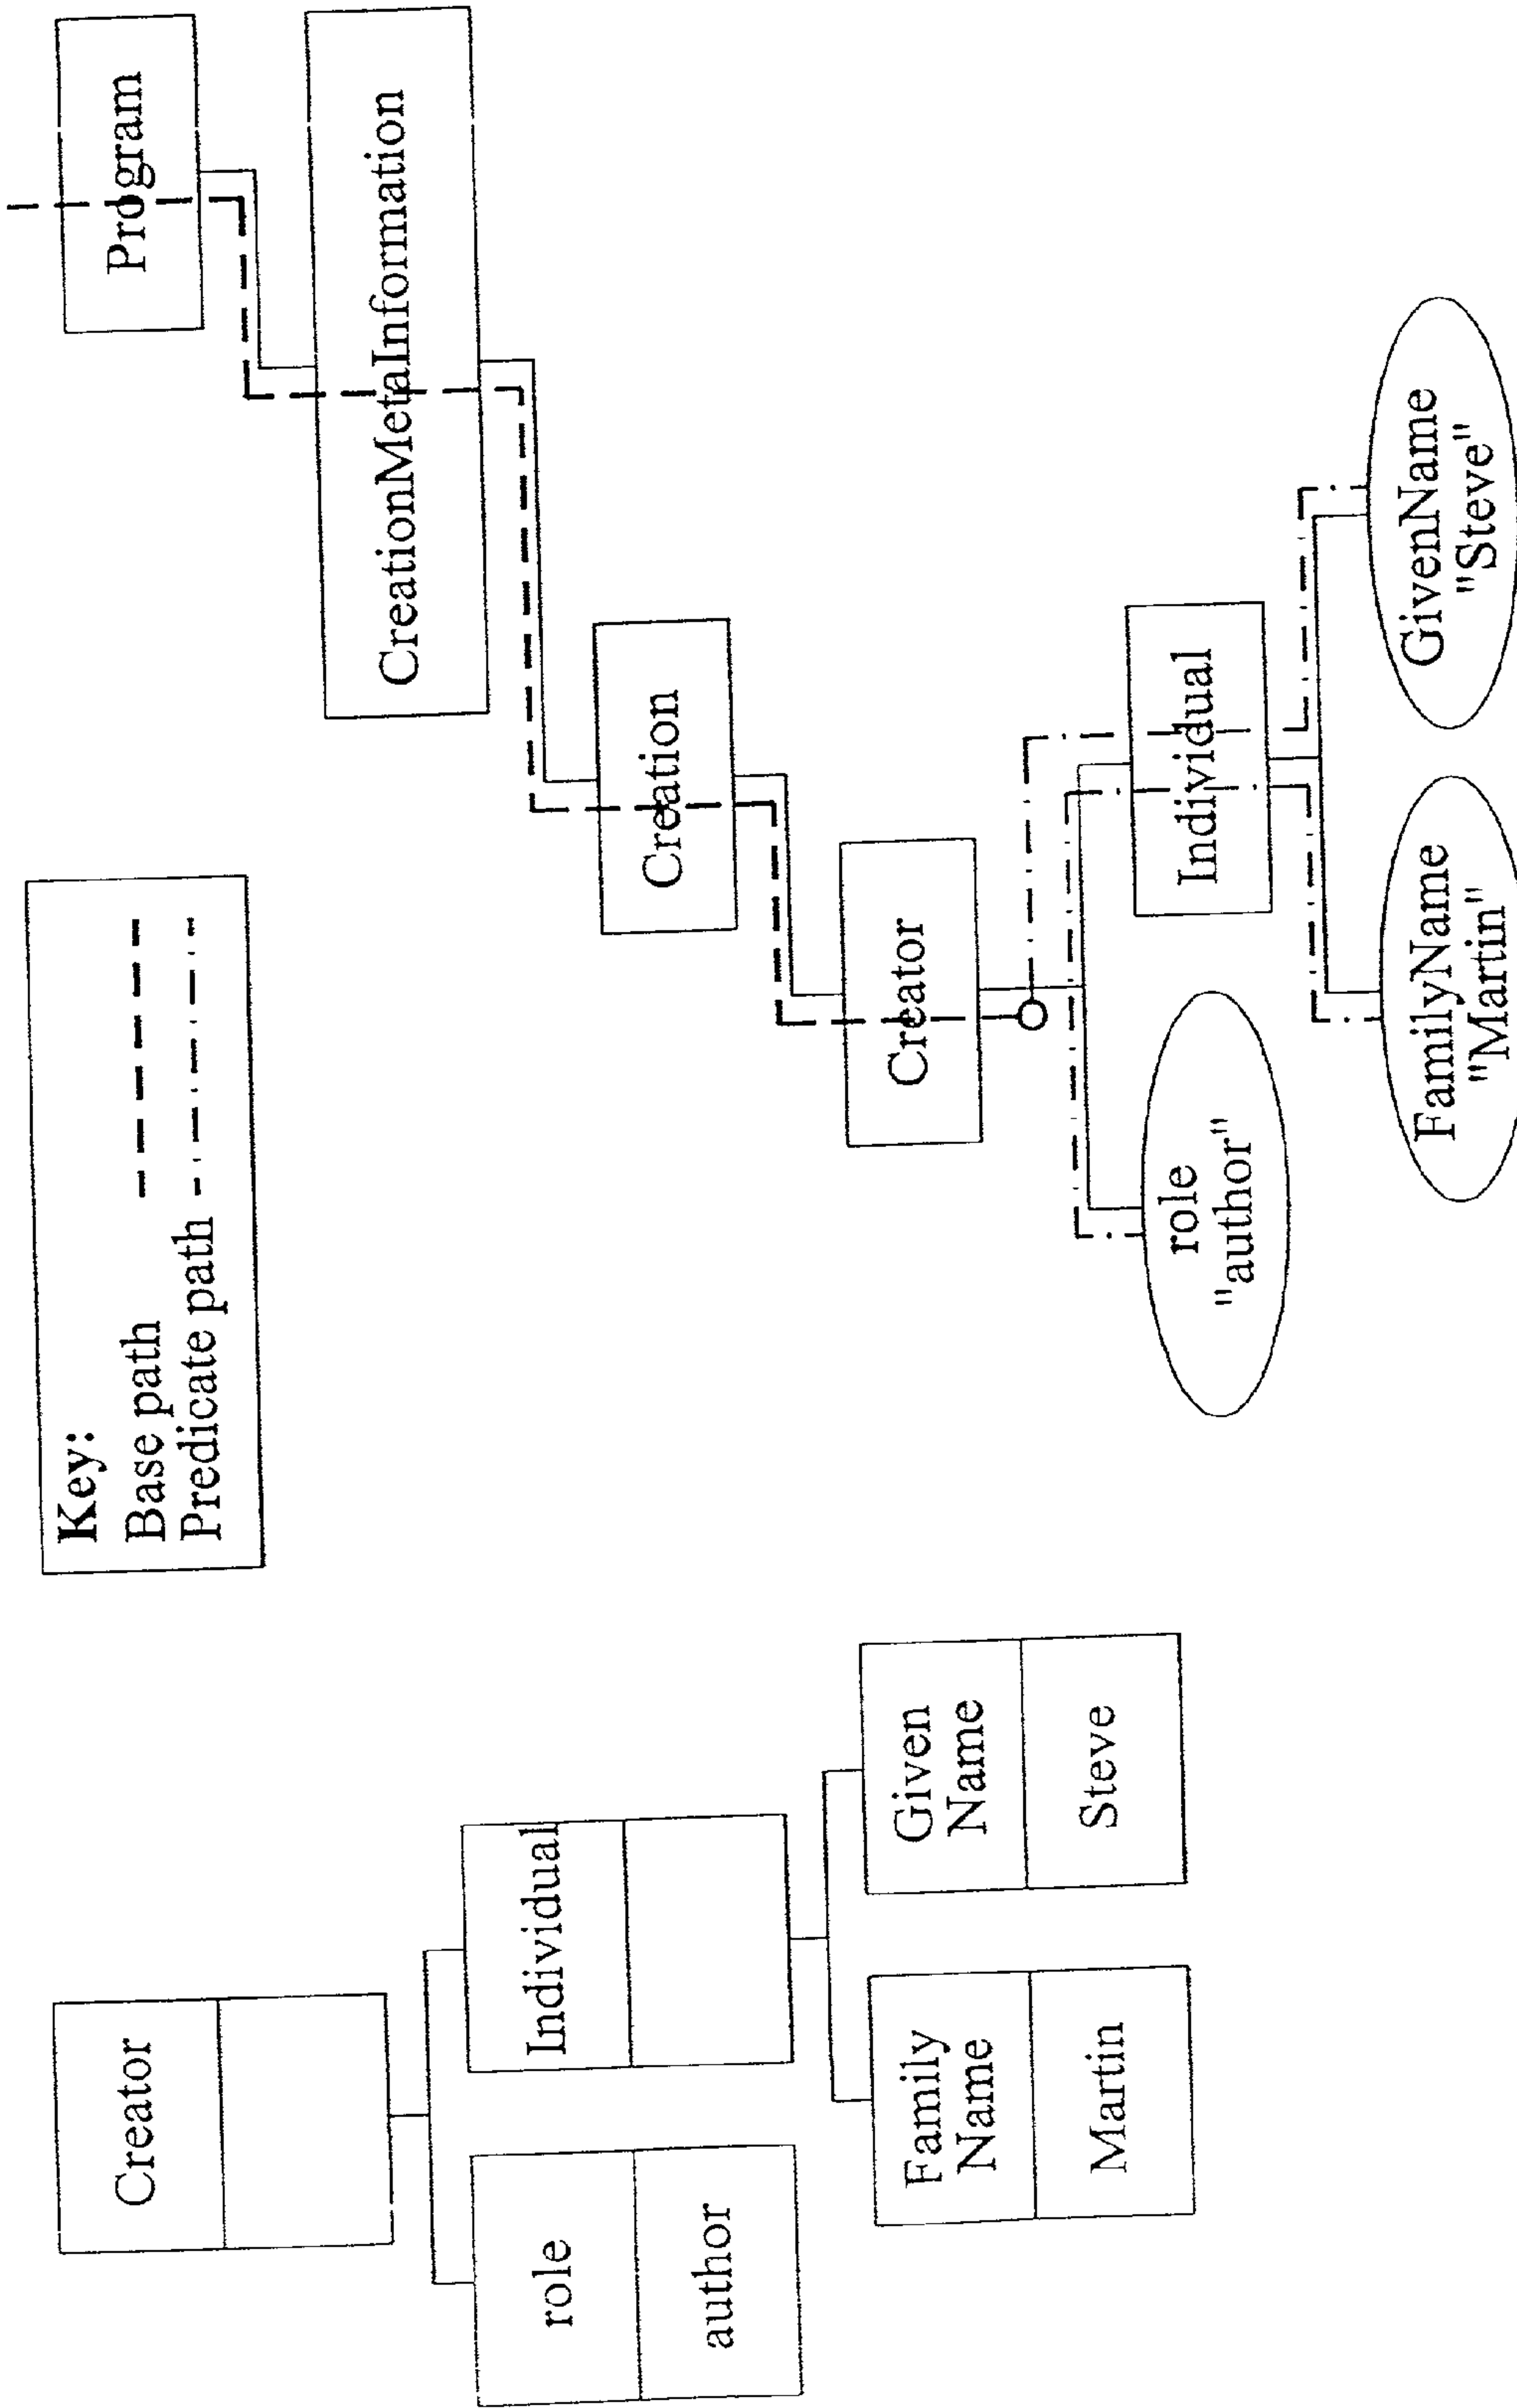 Creator
role
author
Individual
Family
Name
Martin
Given
Name
Steve
Key:
Base path
Predicate path
Program
CreationMetaInformation
Creation
Creator
role
"author"
Individual
FamilyName
"Martin"
GivenName
"Steve"